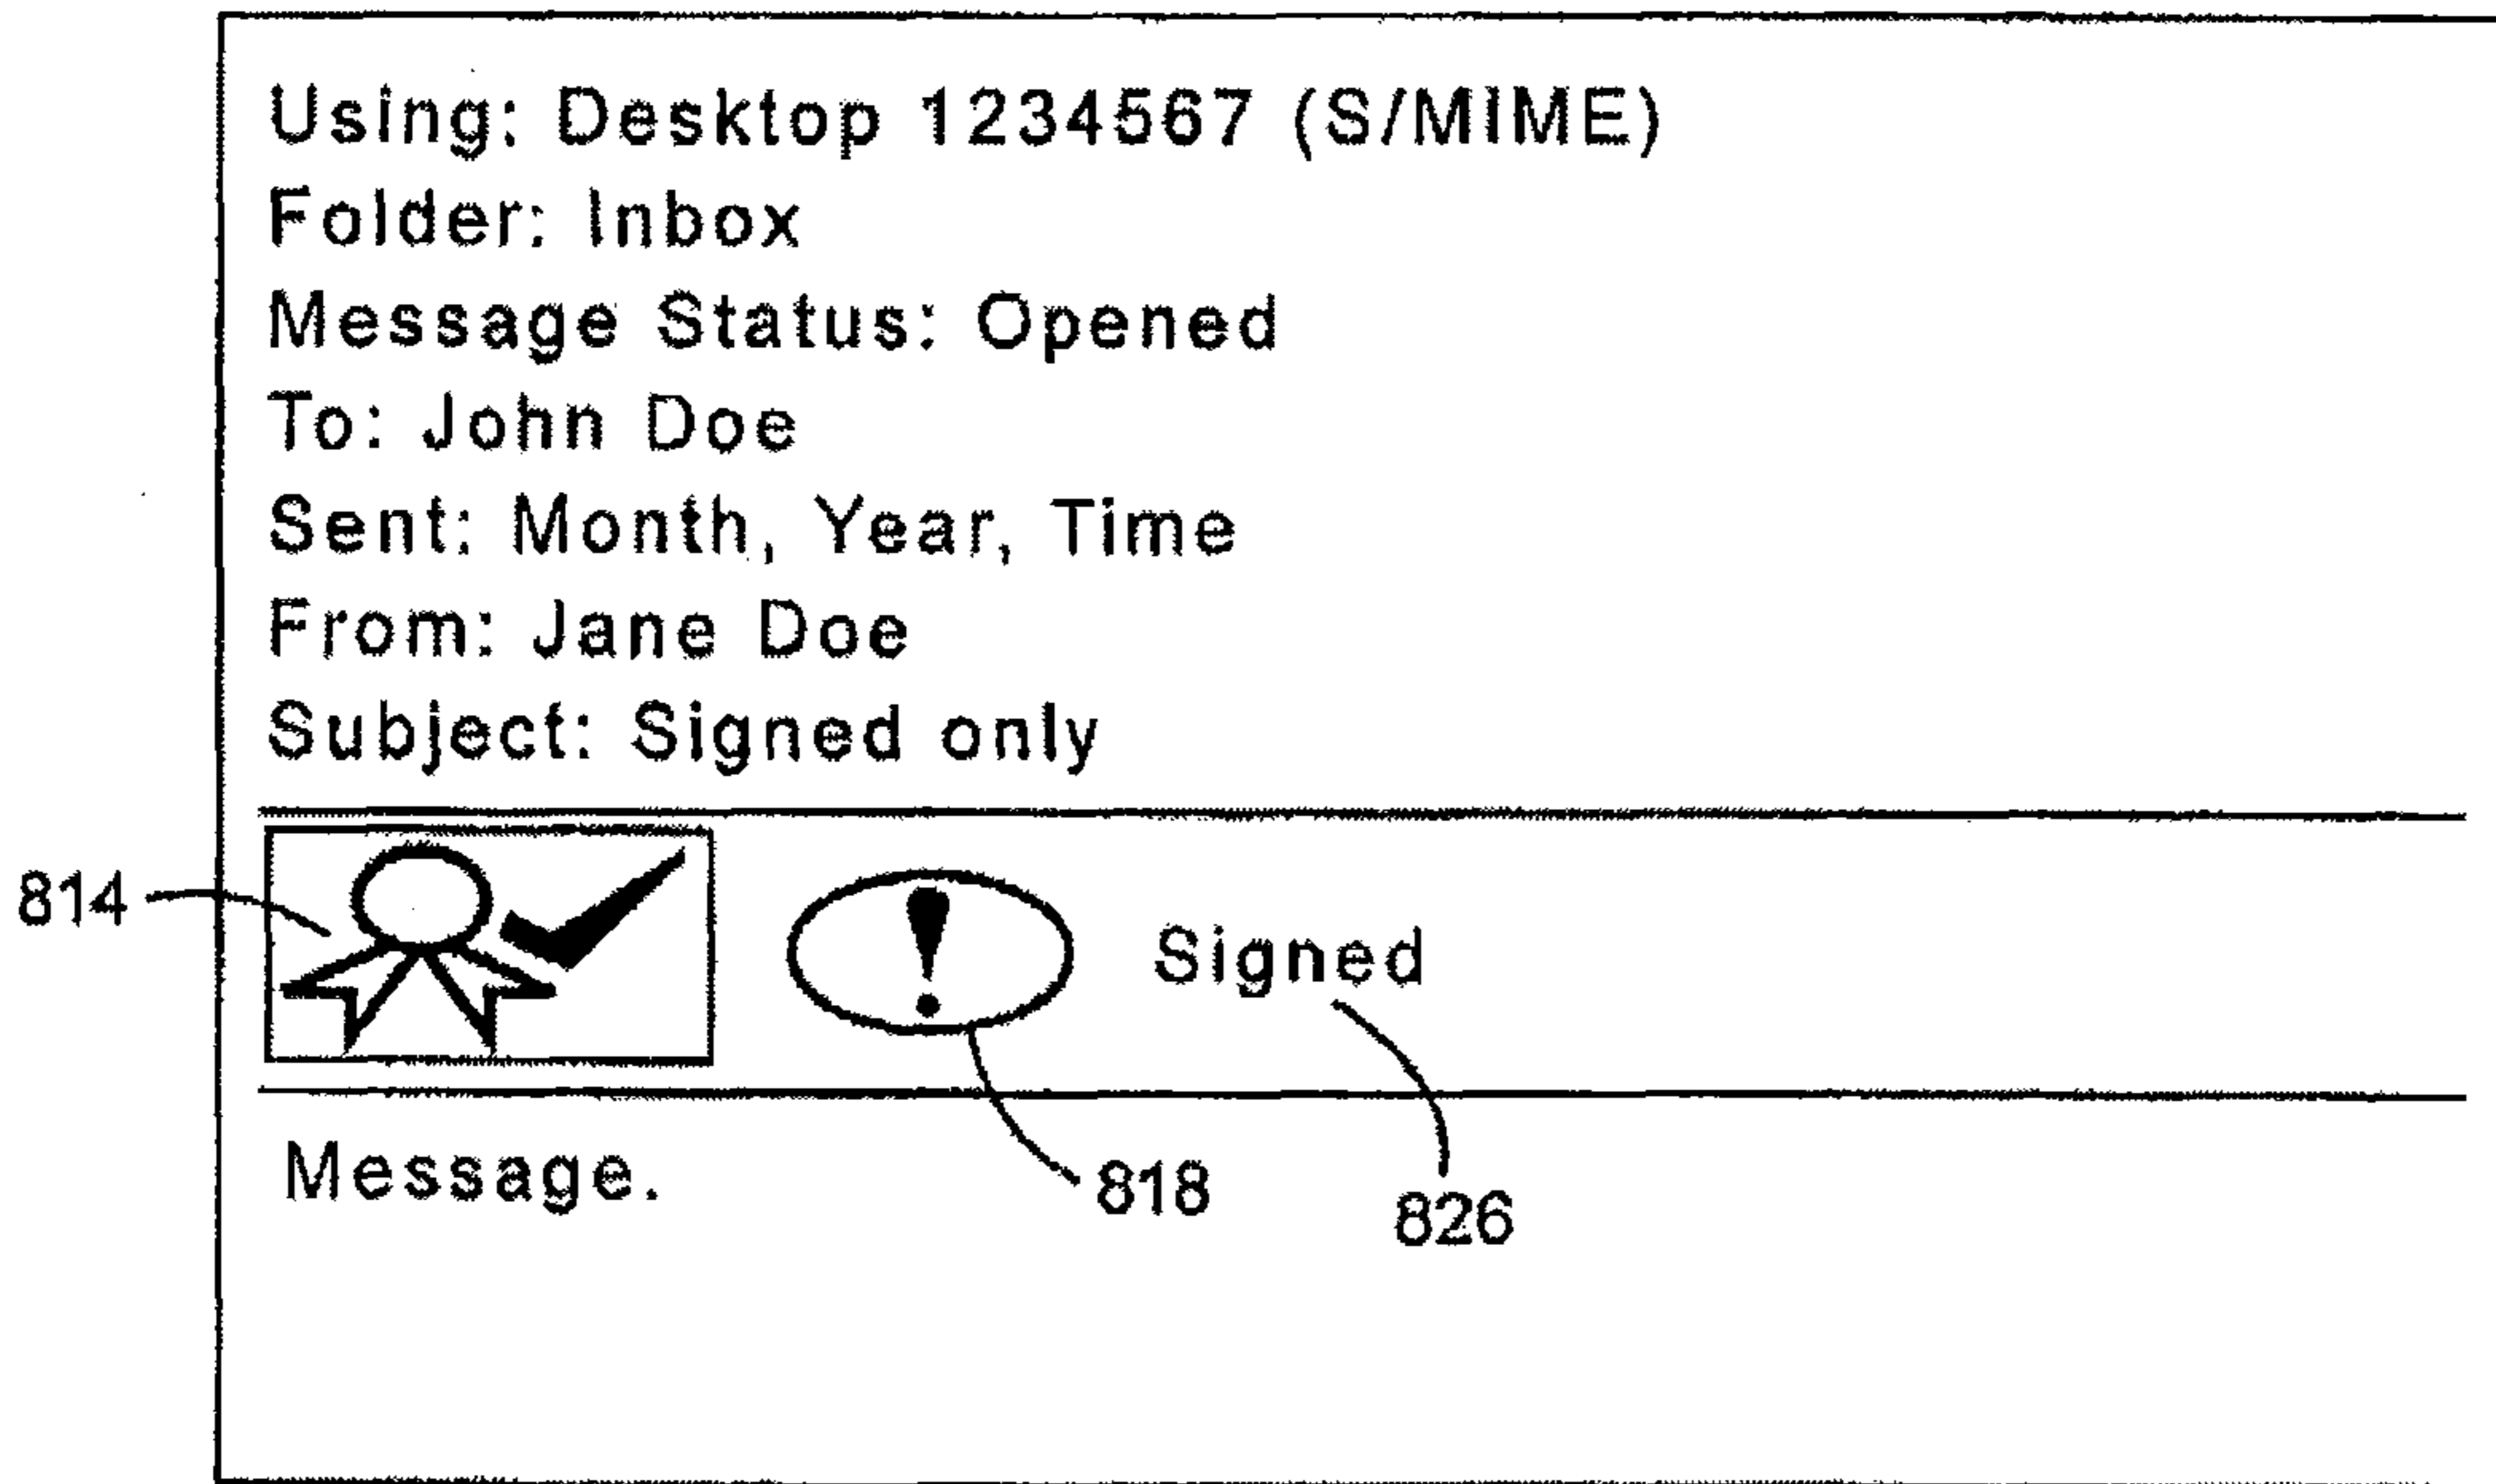 Using: Desktop 1234567 (S/MIME)
Folder: Inbox
Message Status: Opened
To: John Doe
Sent: Month, Year, Time
From: Jane Doe
Subject: Signed only
814
! Signed
Message.
818
826